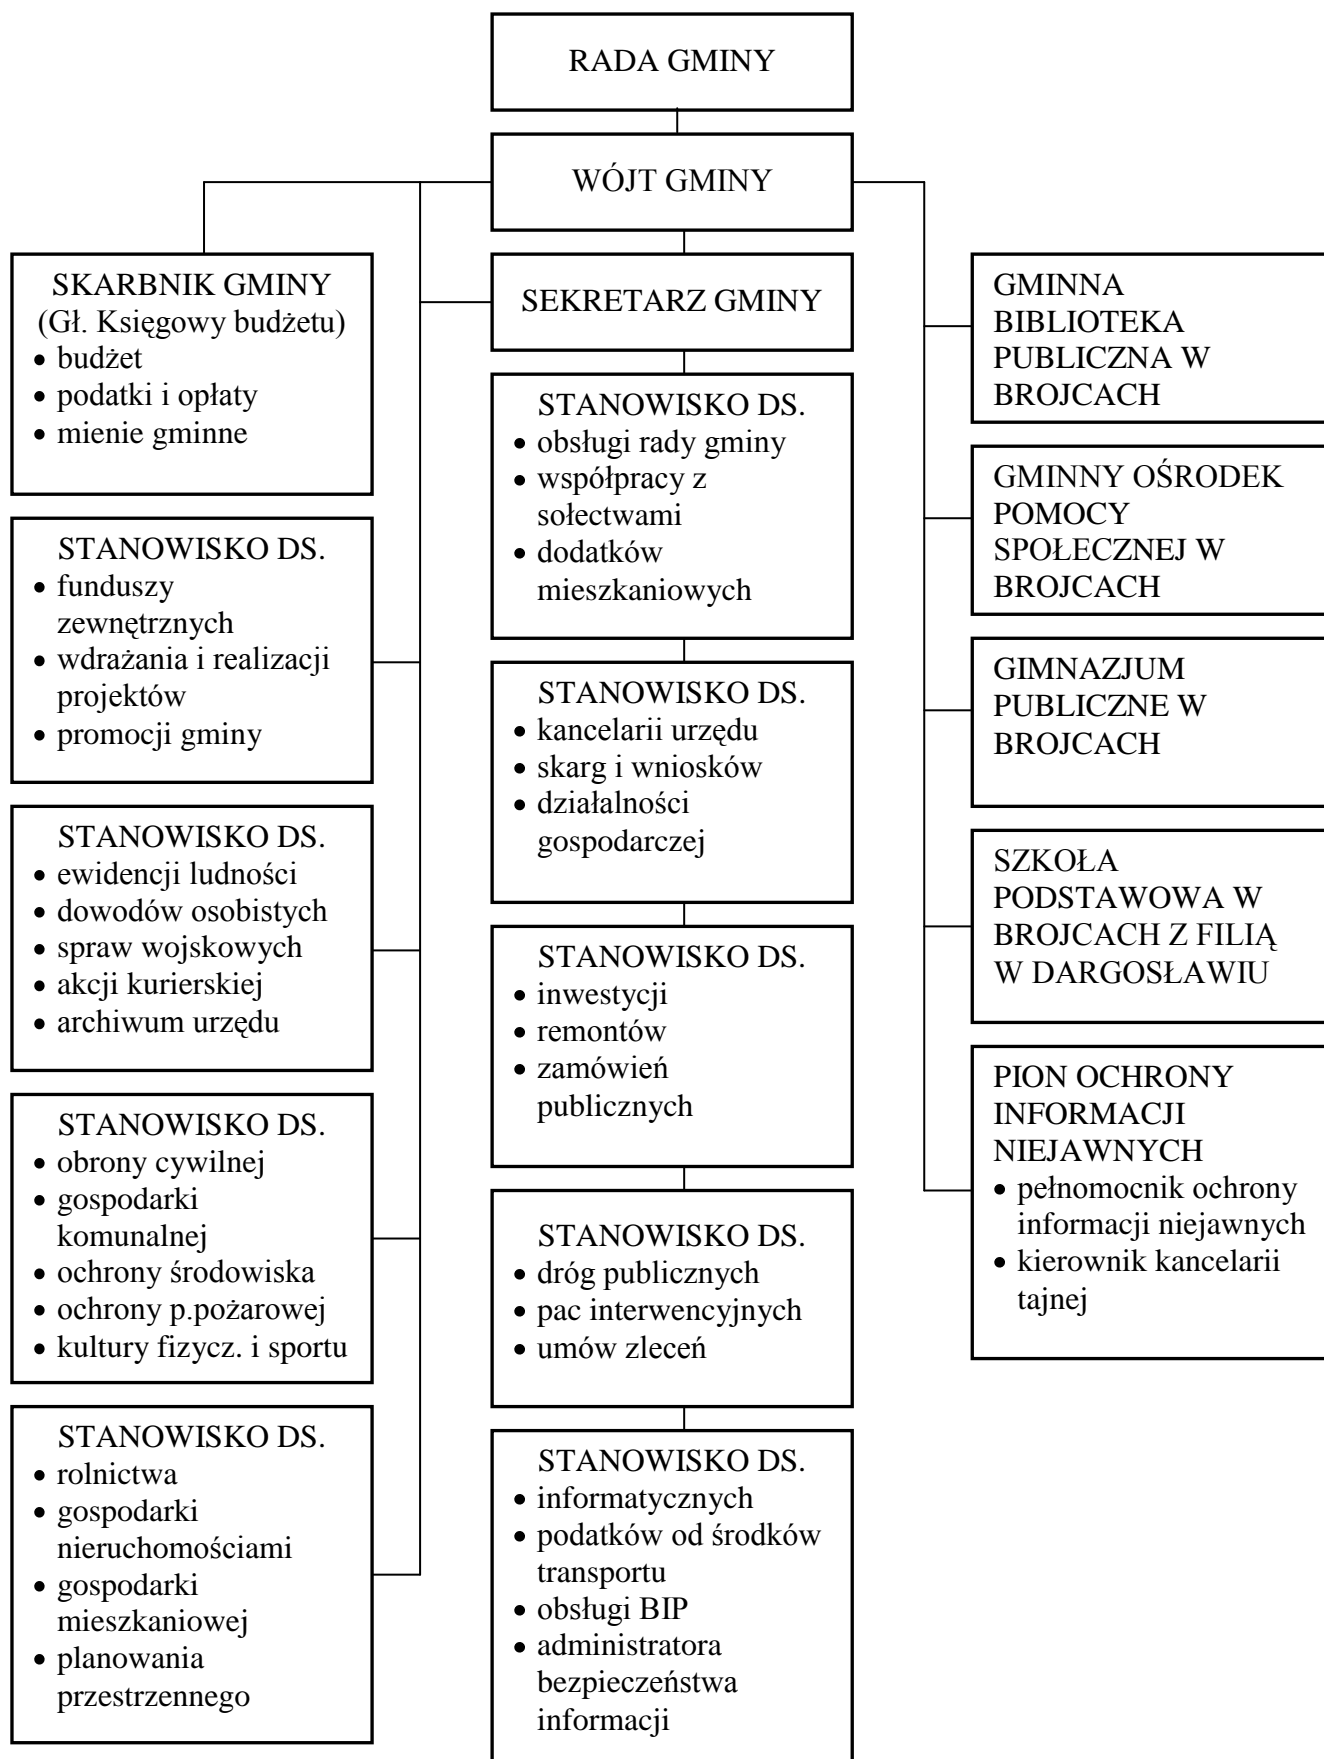 RADA GMINY
WÓJT GMINY
SKARBNIK GMINY
(Gł. Księgowy budżetu)
• budżet
• podatki i opłaty
• mienie gminne
STANOWISKO DS.
• funduszy
zewnętrznych
• wdrażania i realizacji
projektów
• promocji gminy
STANOWISKO DS.
• ewidencji ludności
• dowodów osobistych
• spraw wojskowych
• akcji kurierskiej
• archiwum urzędu
STANOWISKO DS.
• obrony cywilnej
• gospodarki
komunalnej
• ochrony środowiska
• ochrony p.pożarowej
• kultury fizycz. i sportu
STANOWISKO DS.
• rolnictwa
• gospodarki
nieruchomościami
• gospodarki
mieszkaniowej
• planowania
przestrzennego
SEKRETARZ GMINY
STANOWISKO DS.
• obsługi rady gminy
• współpracy z
sołectwami
• dodatków
mieszkaniowych
STANOWISKO DS.
• kancelarii urzędu
• skarg i wniosków
• działalności
gospodarczej
STANOWISKO DS.
• inwestycji
• remontów
• zamówień
publicznych
STANOWISKO DS.
• dróg publicznych
• pac interwencyjnych
• umów zleceń
STANOWISKO DS.
• informatycznych
• podatków od środków
transportu
• obsługi BIP
• administratora
bezpieczeństwa
informacji
GMINNA
BIBLIOTEKA
PUBLICZNA W
BROJCACH
GMINNY OŚRODEK
POMOCY
SPOŁECZNEJ W
BROJCACH
GIMNAZJUM
PUBLICZNE W
BROJCACH
SZKOŁA
PODSTAWOWA W
BROJCACH Z FILIĄ
W DARGOSŁAWIU
PION OCHRONY
INFORMACJI
NIEJAWNYCH
• pełnomocnik ochrony
informacji niejawnych
• kierownik kancelarii
tajnej